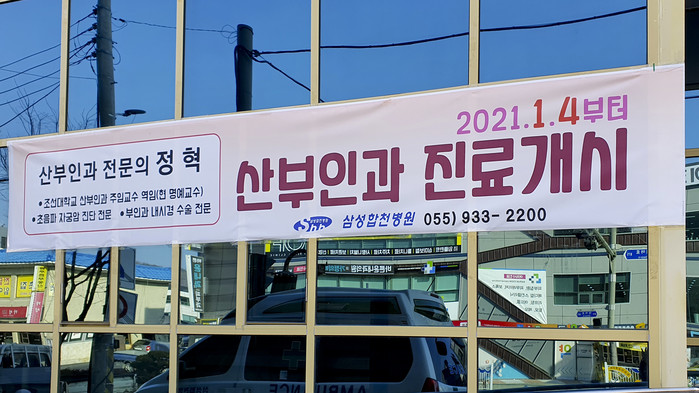 2021.1.4부터
산부인과 진료개시
산부인과 전문의 정 혁
• 조선대학교 산부인과 주임교수 역임(현 명예교수)
• 초음파 자궁암 진단 전문 • 부인과 내시경 수술 전문
삼성합천병원 055) 933- 2200